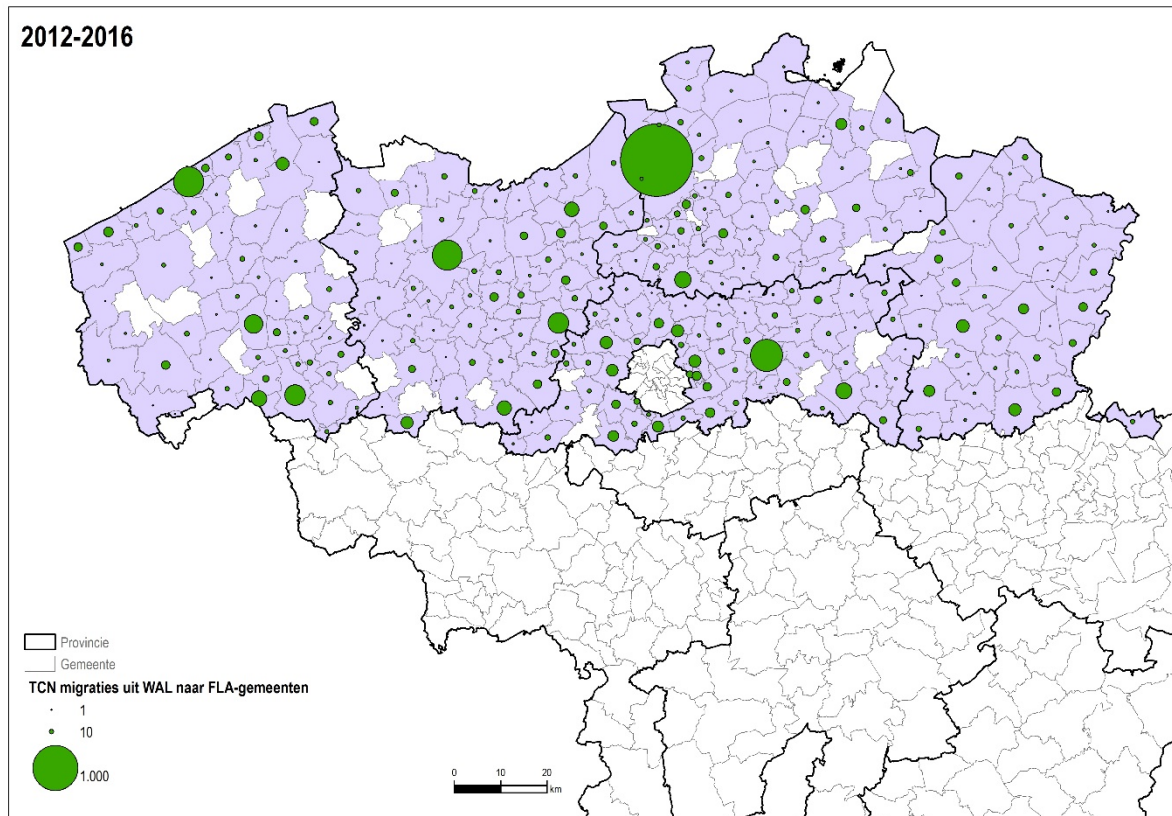 2012-2016
Provincie
Gemeente
TCN migraties uit WAL naar FLA-gemeenten
1
10
1.000
0 10 20
km